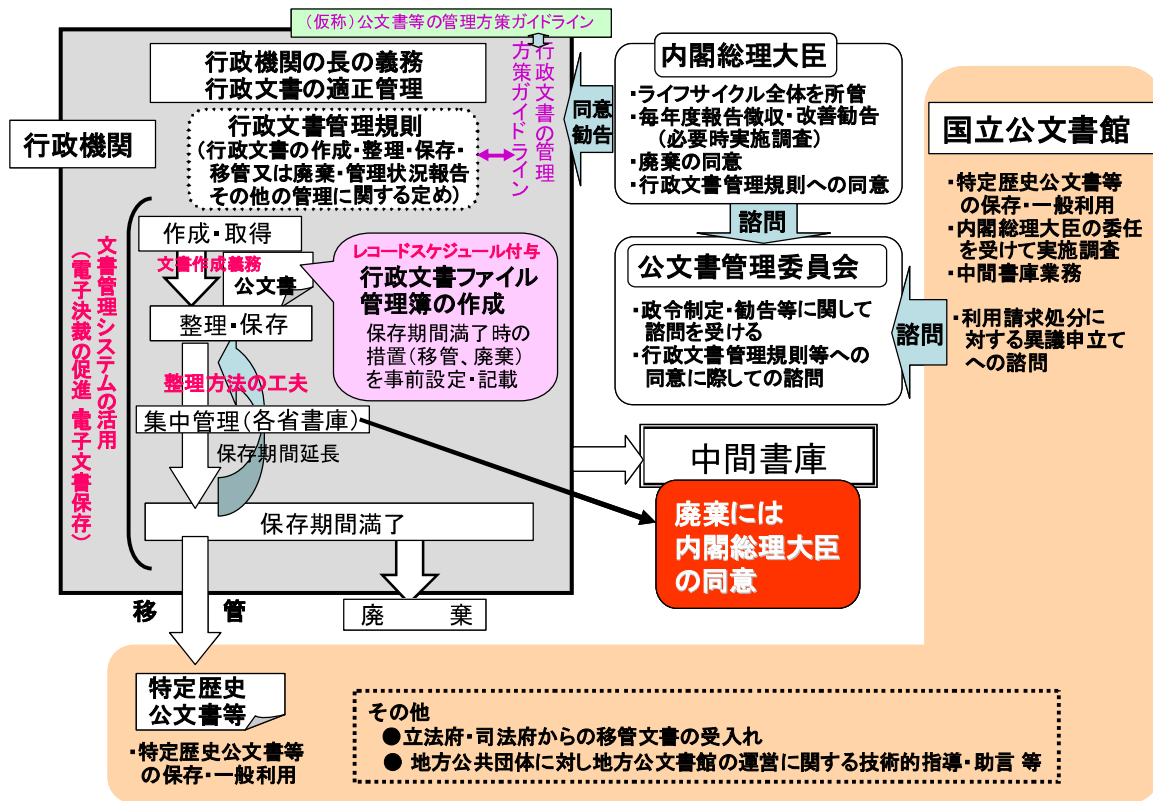 (仮称)公文書等の管理方策ガイドライン
行政機関
行政機関の長の義務
行政文書の適正管理
行政文書管理規則
(行政文書の作成・整理・保存・
移管又は廃棄・管理状況報告
その他の管理に関する定め)
行政文書の管理
方策ガイドライン
同意
勧告
内閣総理大臣
・ライフサイクル全体を所管
・毎年度報告徴収・改善勧告
(必要時実施調査)
・廃棄の同意
・行政文書管理規則への同意
諮問
公文書管理委員会
・政令制定・勧告等に関して
諮問を受ける
・行政文書管理規則等への
同意に際しての諮問
諮問
国立公文書館
・特定歴史公文書等
の保存・一般利用
・内閣総理大臣の委任
を受けて実施調査
・中間書庫業務
・利用請求処分に
対する異議申立て
への諮問
文書管理システムの活用
(電子決裁の促進・電子文書保存)
作成・取得
文書作成義務
公文書
整理・保存
レコードスケジュール付与
行政文書ファイル
管理簿の作成
保存期間満了時の
措置(移管、廃棄)
を事前設定・記載
整理方法の工夫
集中管理(各省書庫)
保存期間延長
保存期間満了
中間書庫
廃棄には
内閣総理大臣
の同意
移 管
廃 棄
特定歴史
公文書等
・特定歴史公文書等
の保存・一般利用
その他
●立法府・司法府からの移管文書の受入れ
● 地方公共団体に対し地方公文書館の運営に関する技術的指導・助言 等